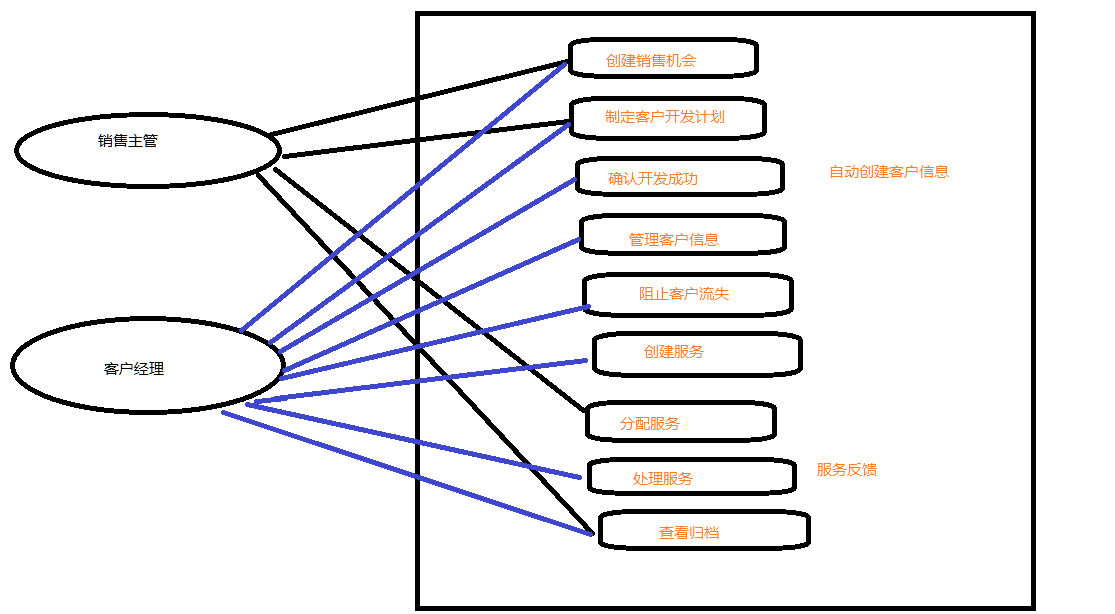 创建销售机会
制定客户开发计划
销售主管
确认开发成功
自动创建客户信息
管理客户信息
阻止客户流失
创建服务
客户经理
分配服务
处理服务
服务反馈
查看归档